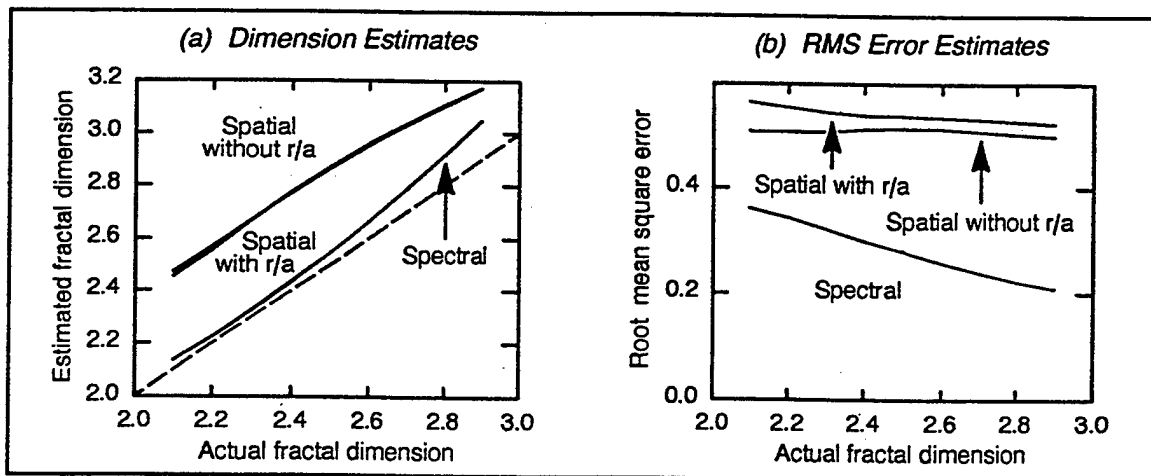 (a) Dimension Estimates
3.2
3.0
2.8
2.6
2.4
2.2
2.0
Estimated fractal dimension
Spatial
without r/a
Spatial
with r/a
Spectral
2.0 2.2 2.4 2.6 2.8 3.0
Actual fractal dimension
(b) RMS Error Estimates
0.4
0.2
0.0
Root mean square error
Spatial with r/a
Spatial without r/a
Spectral
2.0 2.2 2.4 2.6 2.8 3.0
Actual fractal dimension